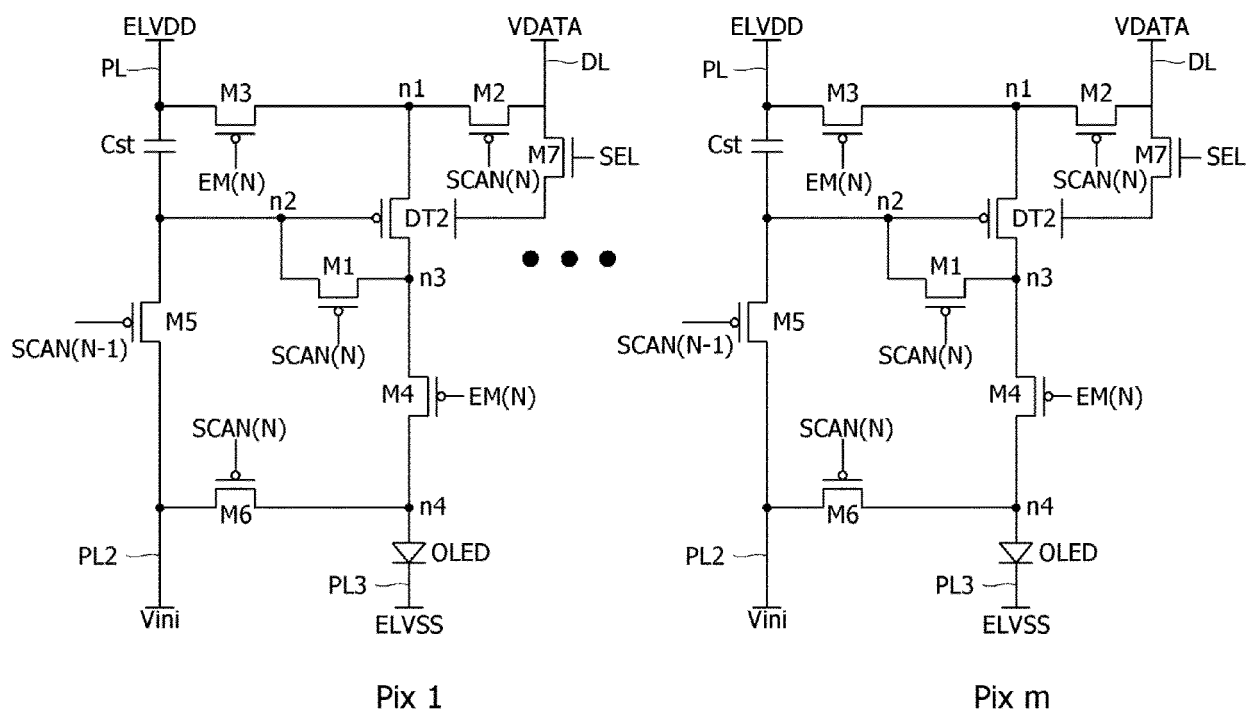 ELVDD
VDATA
PL
DL
M3
n1
M2
Cst
M7
SEL
EM(N)
SCAN(N)
n2
DT2
M1
n3
M5
SCAN(N-1)
SCAN(N)
M4
EM(N)
SCAN(N)
M6
n4
PL2
OLED
PL3
Vini
ELVSS
Pix 1
ELVDD
VDATA
PL
DL
M3
n1
M2
Cst
M7
SEL
EM(N)
SCAN(N)
n2
DT2
M1
n3
M5
SCAN(N-1)
SCAN(N)
M4
EM(N)
SCAN(N)
M6
n4
PL2
OLED
PL3
Vini
ELVSS
Pix m